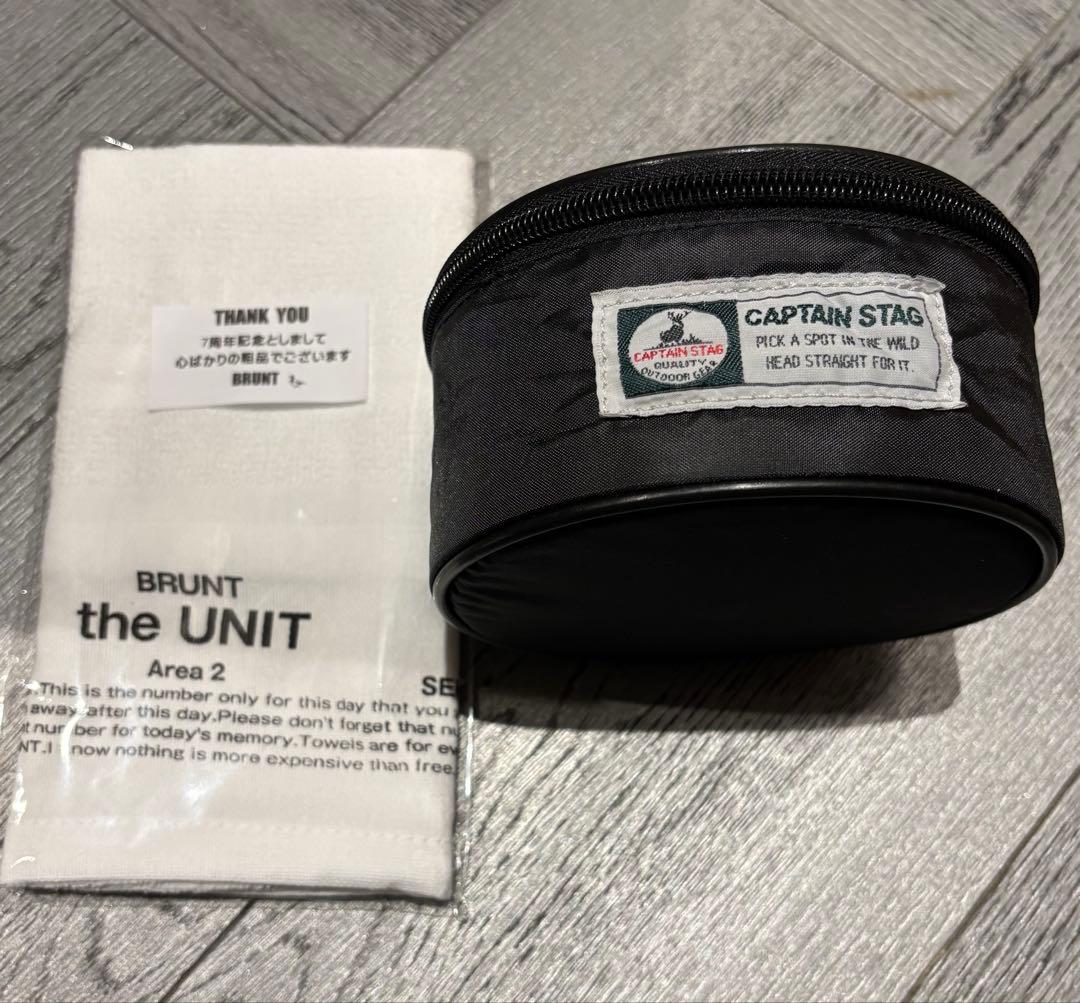 THANK YOU
7周年記念としまして
心ばかりの粗品でございます
BRUNT
BRUNT
the UNIT
Area 2
SE
.This is the number only for this day that you
away after this day.Please don't forget that nu
number for today's memory.Towels are for ev
NT.I now nothing is more expensive than free.
CAPTAIN STAG
QUALITY
OUTDOOR GEAR
CAPTAIN STAG
PICK A SPOT IN THE WILD
HEAD STRAIGHT FOR IT.